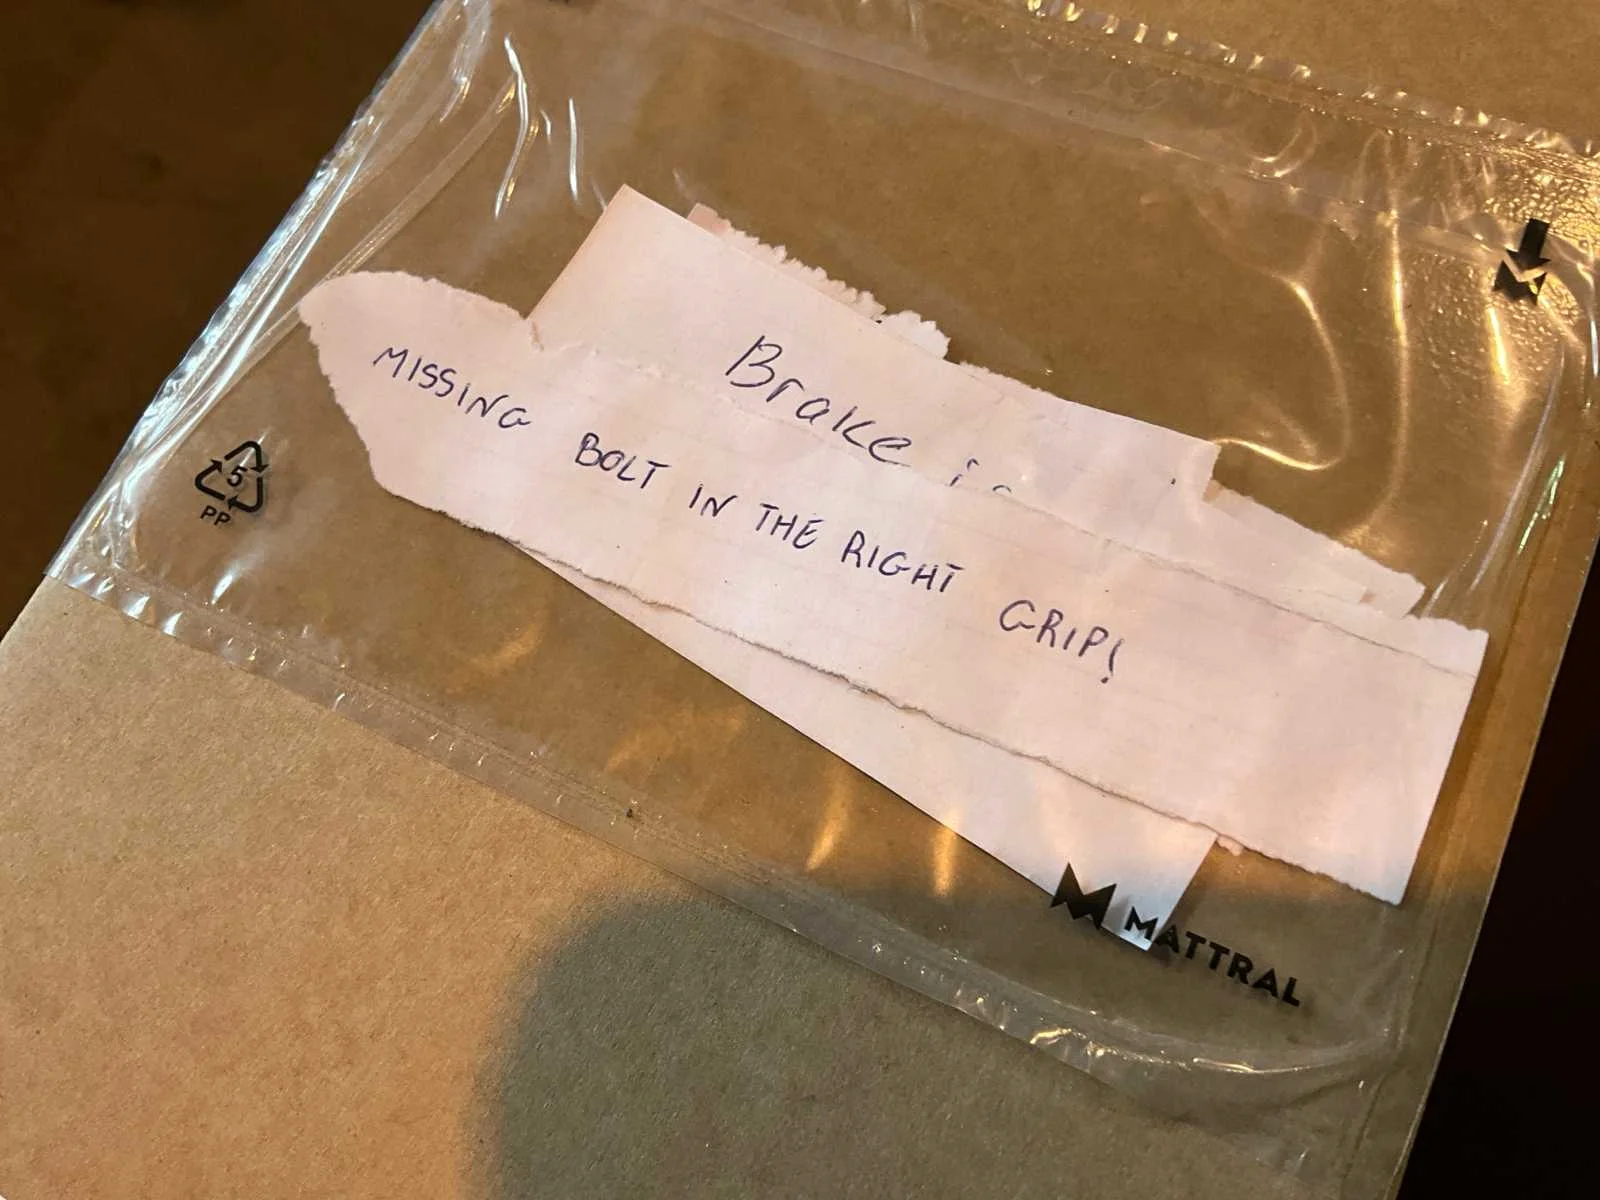 Brake
MISSING BOLT IN THE RIGHT GRIP!
5
PP
MATTRAL